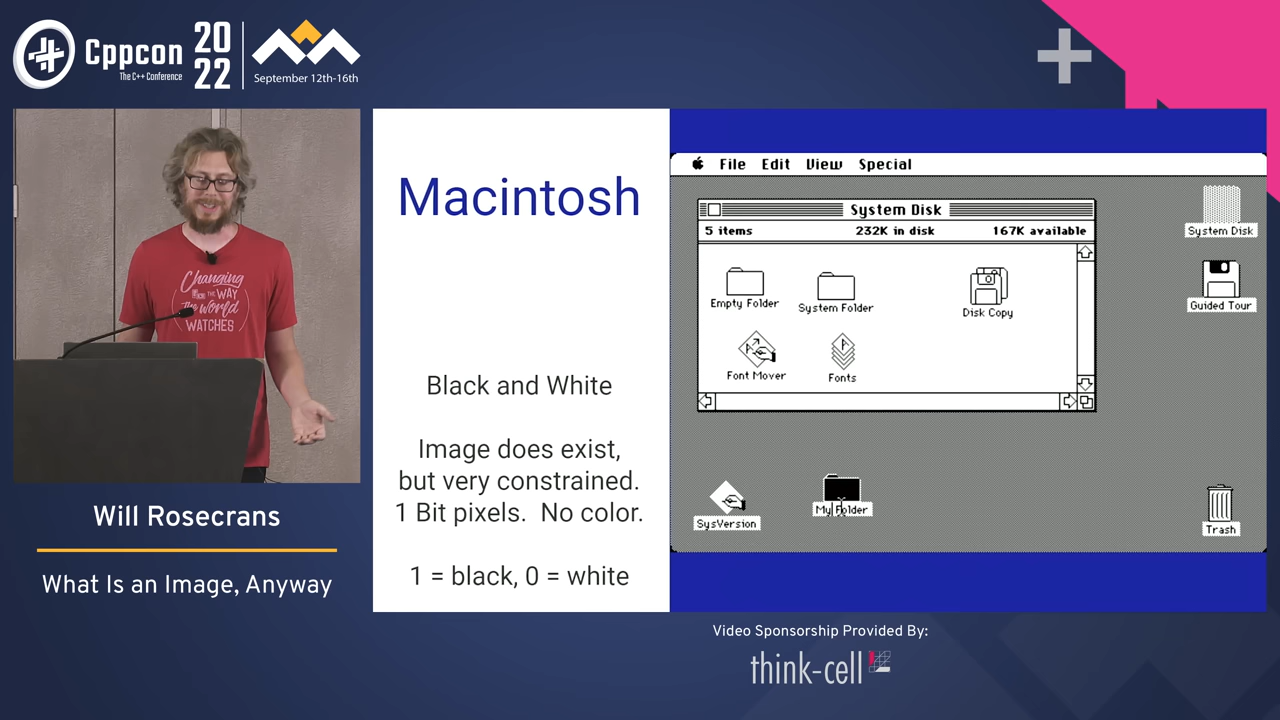 Cppcon
The C++ Conference
20
22
September 12th-16th
Changing
THE WAY
the world
WATCHES
Will Rosecrans
What Is an Image, Anyway
Macintosh
Black and White
Image does exist,
but very constrained.
1 Bit pixels. No color.
1 = black, 0 = white
File Edit View Special
System Disk
5 items 232K in disk 167K available
Empty Folder System Folder Disk Copy
Font Mover Fonts
System Disk
Guided Tour
SysVersion My Folder Trash
Video Sponsorship Provided By:
think-cell